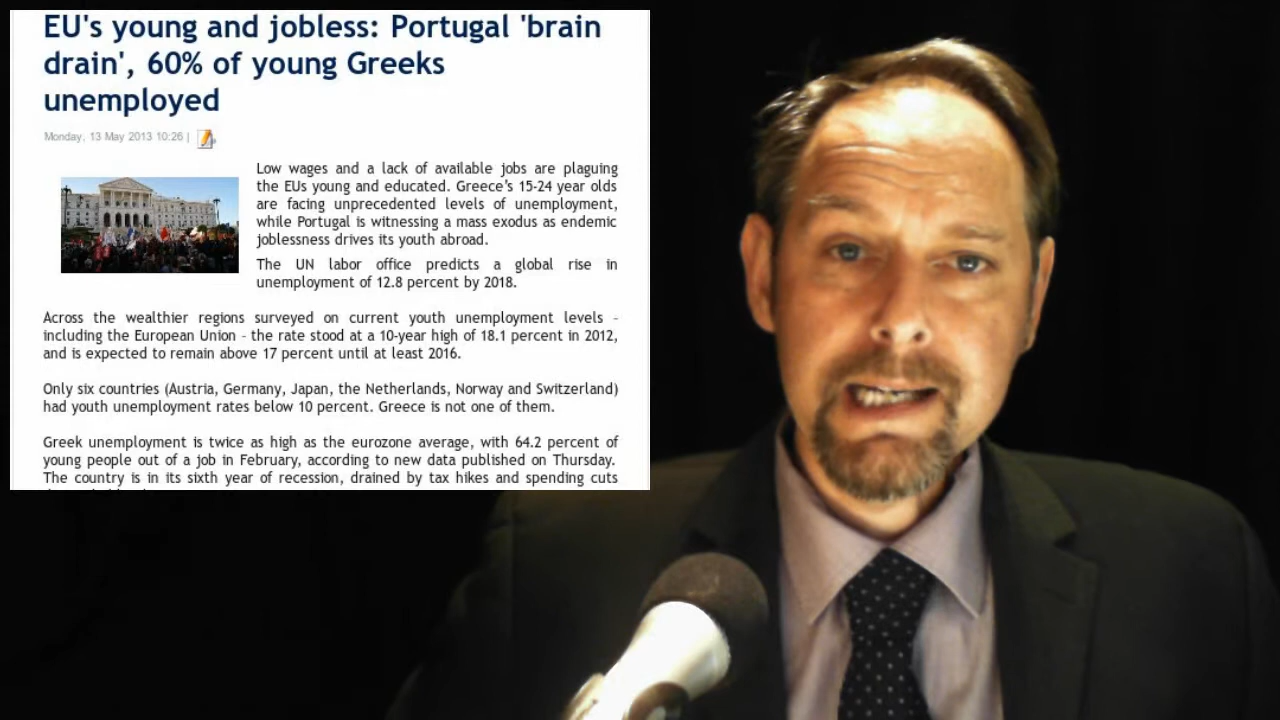 EU's young and jobless: Portugal 'brain
drain', 60% of young Greeks
unemployed
Monday, 13 May 2013 10:26 |
Low wages and a lack of available jobs are plaguing
the EUs young and educated. Greece's 15-24 year olds
are facing unprecedented levels of unemployment,
while Portugal is witnessing a mass exodus as endemic
joblessness drives its youth abroad.
The UN labor office predicts a global rise in
unemployment of 12.8 percent by 2018.
Across the wealthier regions surveyed on current youth unemployment levels –
including the European Union – the rate stood at a 10-year high of 18.1 percent in 2012,
and is expected to remain above 17 percent until at least 2016.
Only six countries (Austria, Germany, Japan, the Netherlands, Norway and Switzerland)
had youth unemployment rates below 10 percent. Greece is not one of them.
Greek unemployment is twice as high as the eurozone average, with 64.2 percent of
young people out of a job in February, according to new data published on Thursday.
The country is in its sixth year of recession, drained by tax hikes and spending cuts